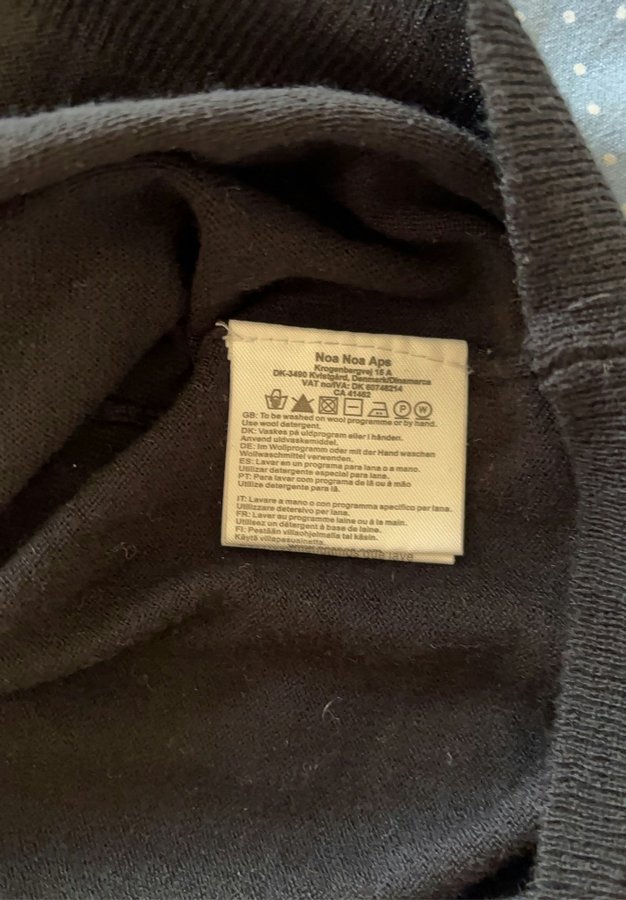 Noa Noa Aps
Krogenbergvej 15 A
DK-3490 Kvistgård, Denmark/Dinamarca
VAT no/IVA: DK 60746214
CA 41482
P W
GB: To be washed on wool programme or by hand.
Use wool detergent.
DK: Vaskes på uldprogram eller i hånden.
Anvend uldvaskemiddel.
DE: Im Wollprogramm oder mit der Hand waschen
Wollwaschmittel verwenden.
ES: Lavar en un programa para lana o a mano.
Utilizar detergente especial para lana.
PT: Para lavar com programa de lã ou à mão
Utilize detergente para lã.
IT: Lavare a mano o con programma specifico per lana.
Utilizzare detersivo per lana.
FR: Laver au programme laine ou à la main.
Utilisez un détergent à base de laine.
FI: Pestään villaohjelmalla tai käsin.
Käytä villapesuainetta.